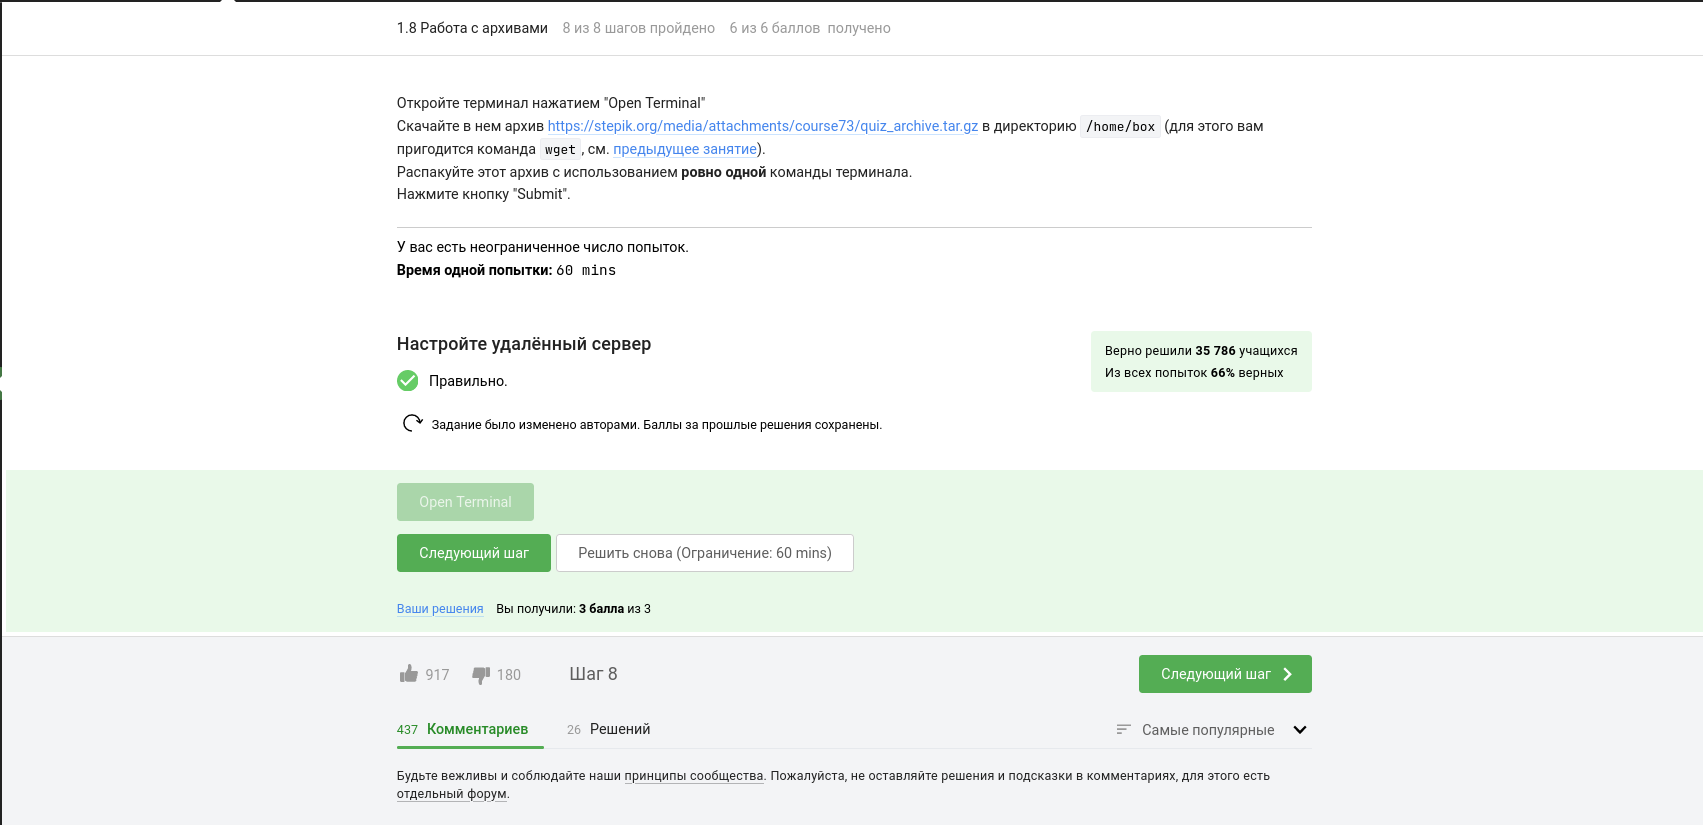 1.8 Работа с архивами 8 из 8 шагов пройдено 6 из 6 баллов получено
Откройте терминал нажатием "Open Terminal"
Скачайте в нем архив https://stepik.org/media/attachments/course73/quiz_archive.tar.gz в директорию /home/box (для этого вам
пригодится команда wget, см. предыдущее занятие).
Распакуйте этот архив с использованием ровно одной команды терминала.
Нажмите кнопку "Submit".
У вас есть неограниченное число попыток.
Время одной попытки: 60 mins
Настройте удалённый сервер
Верно решили 35 786 учащихся
Из всех попыток 66% верных
Правильно.
Задание было изменено авторами. Баллы за прошлые решения сохранены.
Open Terminal
Следующий шаг Решить снова (Ограничение: 60 mins)
Ваши решения Вы получили: 3 балла из 3
917 180 Шаг 8 Следующий шаг
437 Комментариев 26 Решений Самые популярные
Будьте вежливы и соблюдайте наши принципы сообщества. Пожалуйста, не оставляйте решения и подсказки в комментариях, для этого есть
отдельный форум.